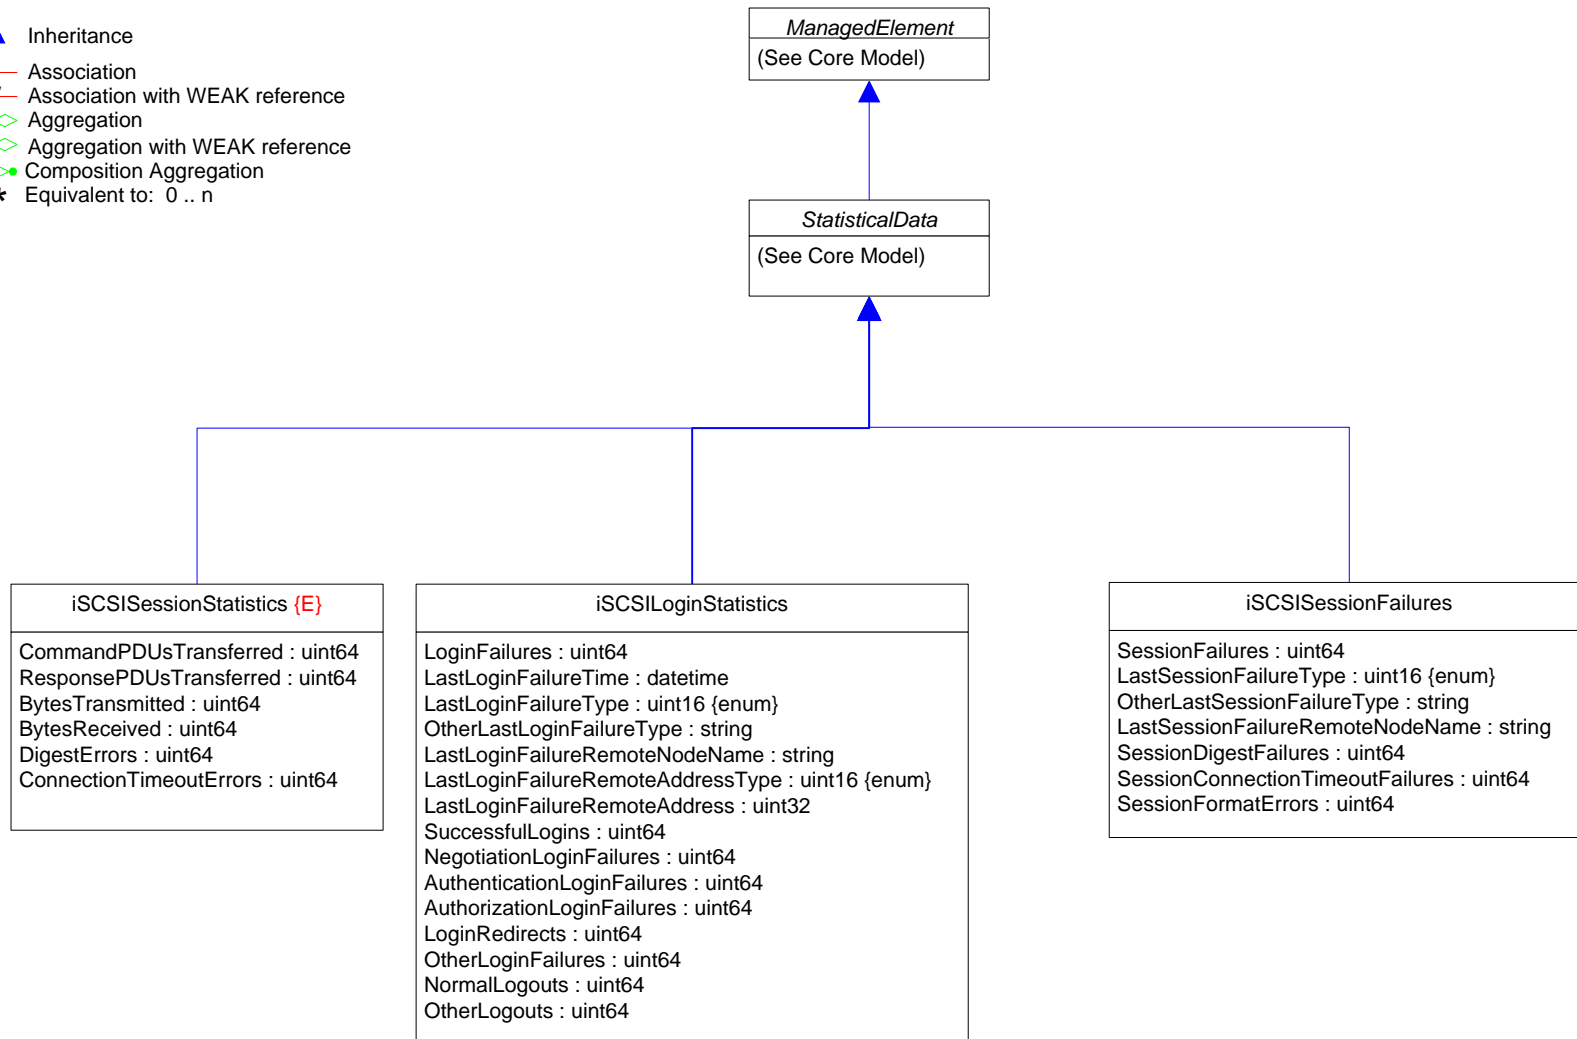 Inheritance
Association
Association with WEAK reference
Aggregation
Aggregation with WEAK reference
Composition Aggregation
* Equivalent to: 0 .. n
ManagedElement
(See Core Model)
StatisticalData
(See Core Model)
iSCSISessionStatistics {E}
CommandPDUsTransferred : uint64
ResponsePDUsTransferred : uint64
BytesTransmitted : uint64
BytesReceived : uint64
DigestErrors : uint64
ConnectionTimeoutErrors : uint64
iSCSILoginStatistics
LoginFailures : uint64
LastLoginFailureTime : datetime
LastLoginFailureType : uint16 {enum}
OtherLastLoginFailureType : string
LastLoginFailureRemoteNodeName : string
LastLoginFailureRemoteAddressType : uint16 {enum}
LastLoginFailureRemoteAddress : uint32
SuccessfulLogins : uint64
NegotiationLoginFailures : uint64
AuthenticationLoginFailures : uint64
AuthorizationLoginFailures : uint64
LoginRedirects : uint64
OtherLoginFailures : uint64
NormalLogouts : uint64
OtherLogouts : uint64
iSCSISessionFailures
SessionFailures : uint64
LastSessionFailureType : uint16 {enum}
OtherLastSessionFailureType : string
LastSessionFailureRemoteNodeName : string
SessionDigestFailures : uint64
SessionConnectionTimeoutFailures : uint64
SessionFormatErrors : uint64